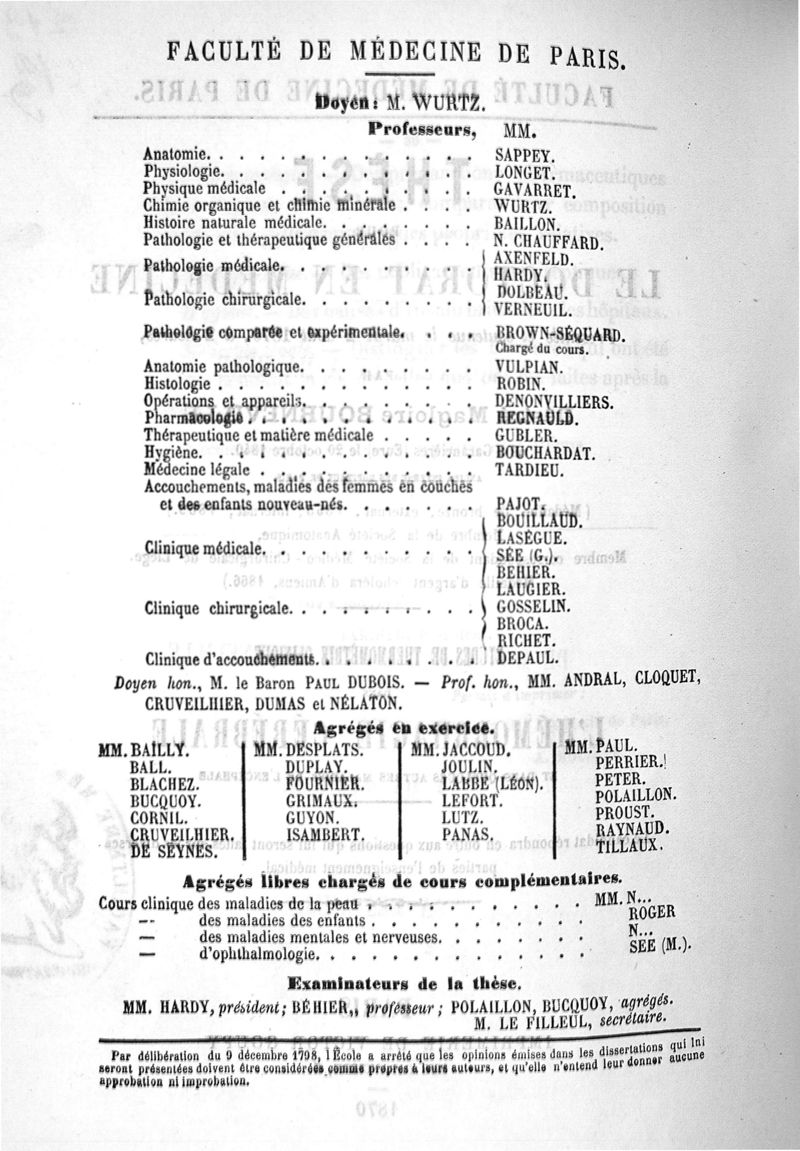 FACULTÉ DE MÉDECINE DE PARIS.
Doyen: M. WURTZ.
Professeurs, MM.
Anatomie. . . . . . . . . . . . . SAPPEY.
Physiologie. . . . . . . . . . . . LONGET.
Physique médicale . . . . . . . . . GAVARRET.
Chimie organique et chimie minérale . . . . WURTZ.
Histoire naturale médicale. . . . . . . . BAILLON.
Pathologie et thérapeutique générales . . . . N. CHAUFFARD.
Pathologie médicale. . . . . . . . . . { AXENFELD.
HARDY.
Pathologie chirurgicale. . . . . . . . . { DOLBEAU.
VERNEUIL.
Pathologie comparée et expérimentale. . . . BROWN-SÉQUARD.
Chargé du cours.
Anatomie pathologique. . . . . . . . . VULPIAN.
Histologie . . . . . . . . . . . . ROBIN.
Opérations et appareils. . . . . . . . . DENONVILLIERS.
Pharmacologie . . . . . . . . . . . REGNAULD.
Thérapeutique et matière médicale . . . . . GUBLER.
Hygiène. . . . . . . . . . . . . BOUCHARDAT.
Médecine légale . . . . . . . . . . TARDIEU.
Accouchements, maladies des femmes en couches
et des enfants nouveau-nés. . . . . . . PAJOT.
BOUILLAUD.
LASÈGUE.
Clinique médicale. . . . . . . . . . { SÉE (G.).
BEHIER.
LAUGIER.
Clinique chirurgicale. . . . . . . . . { GOSSELIN.
BROCA.
RICHET.
Clinique d'accouchements. . . . . . . . DEPAUL.
Doyen hon., M. le Baron PAUL DUBOIS. — Prof. hon., MM. ANDRAL, CLOQUET,
CRUVEILHIER, DUMAS et NÉLATON.
Agrégés en exercice.
MM. BAILLY.
BALL.
BLACHEZ.
BUCQUOY.
CORNIL.
CRUVEILHIER.
DE SEYNES.
MM. DESPLATS.
DUPLAY.
FOURNIER.
GRIMAUX.
GUYON.
ISAMBERT.
MM. JACCOUD.
JOULIN.
LABBÉ (LÉON).
LEFORT.
LUTZ.
PANAS.
MM. PAUL.
PERRIER.
PETER.
POLAILLON.
PROUST.
RAYNAUD.
TILLAUX.
Agrégés libres chargés de cours complémentaires.
Cours clinique des maladies de la peau . . . . . . . . . MM. N...
— des maladies des enfants . . . . . . . . . ROGER
— des maladies mentales et nerveuses. . . . . . . N...
— d'ophthalmologie. . . . . . . . . . . . SEE (M.).
Examinateurs de la thèse.
MM. HARDY, président; BÉHIER,, professeur; POLAILLON, BUCQUOY, agrégés.
M. LE FILLEUL, secrétaire.
Par délibération du 9 décembre 1798, l École a arrêté que les opinions émises dans les dissertations qui lni
seront présentées doivent être considérées comme propres à leurs auteurs, et qu'elle n'entend leur donner aucune
approbation ni improbation.